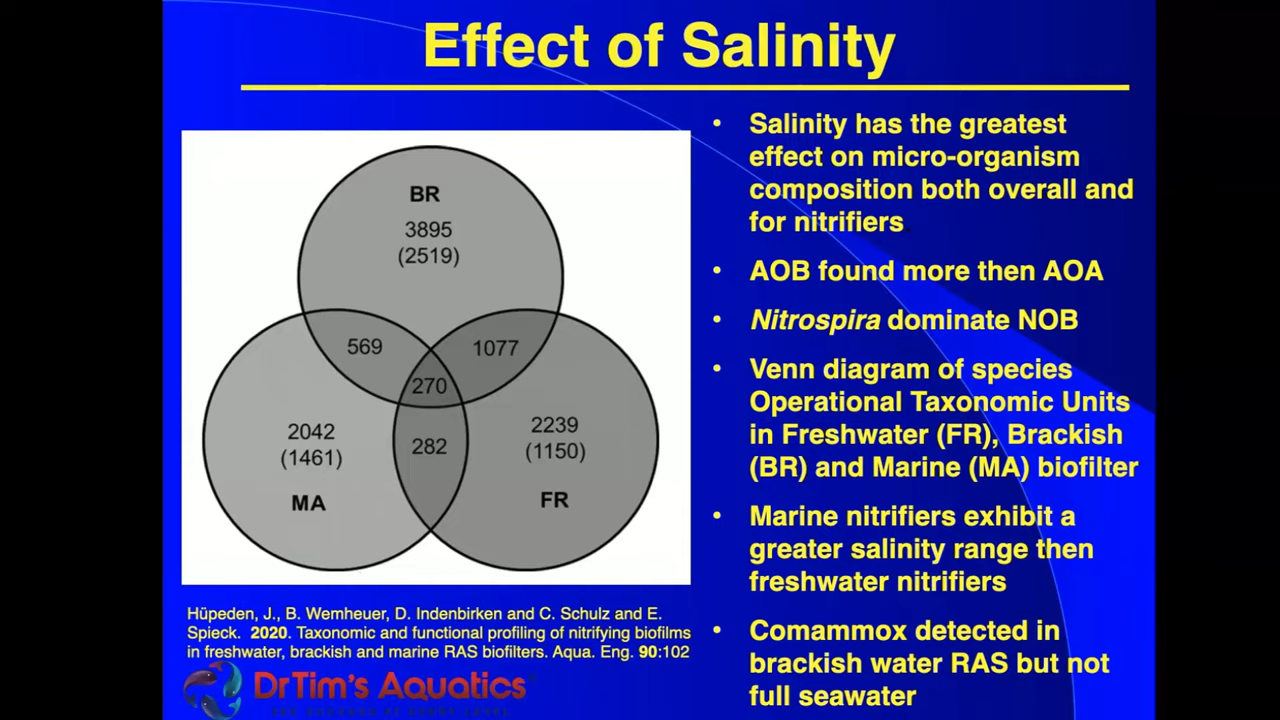 Effect of Salinity
BR
3895
(2519)
569
1077
270
2042
(1461)
282
2239
(1150)
MA
FR
• Salinity has the greatest
effect on micro-organism
composition both overall and
for nitrifiers
• AOB found more then AOA
• Nitrospira dominate NOB
• Venn diagram of species
Operational Taxonomic Units
in Freshwater (FR), Brackish
(BR) and Marine (MA) biofilter
• Marine nitrifiers exhibit a
greater salinity range then
freshwater nitrifiers
• Comammox detected in
brackish water RAS but not
full seawater
Hüpeden, J., B. Wemheuer, D. Indenbirken and C. Schulz and E.
Spieck. 2020. Taxonomic and functional profiling of nitrifying biofilms
in freshwater, brackish and marine RAS biofilters. Aqua. Eng. 90:102
DrTim's Aquatics